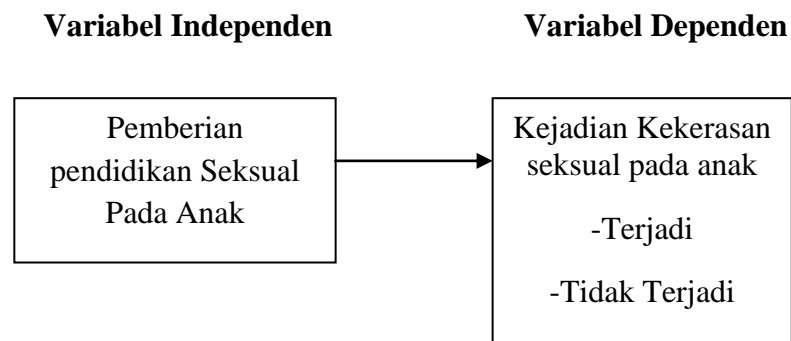 Variabel Independen
Variabel Dependen
Pemberian
pendidikan Seksual
Pada Anak
Kejadian Kekerasan
seksual pada anak
-Terjadi
-Tidak Terjadi